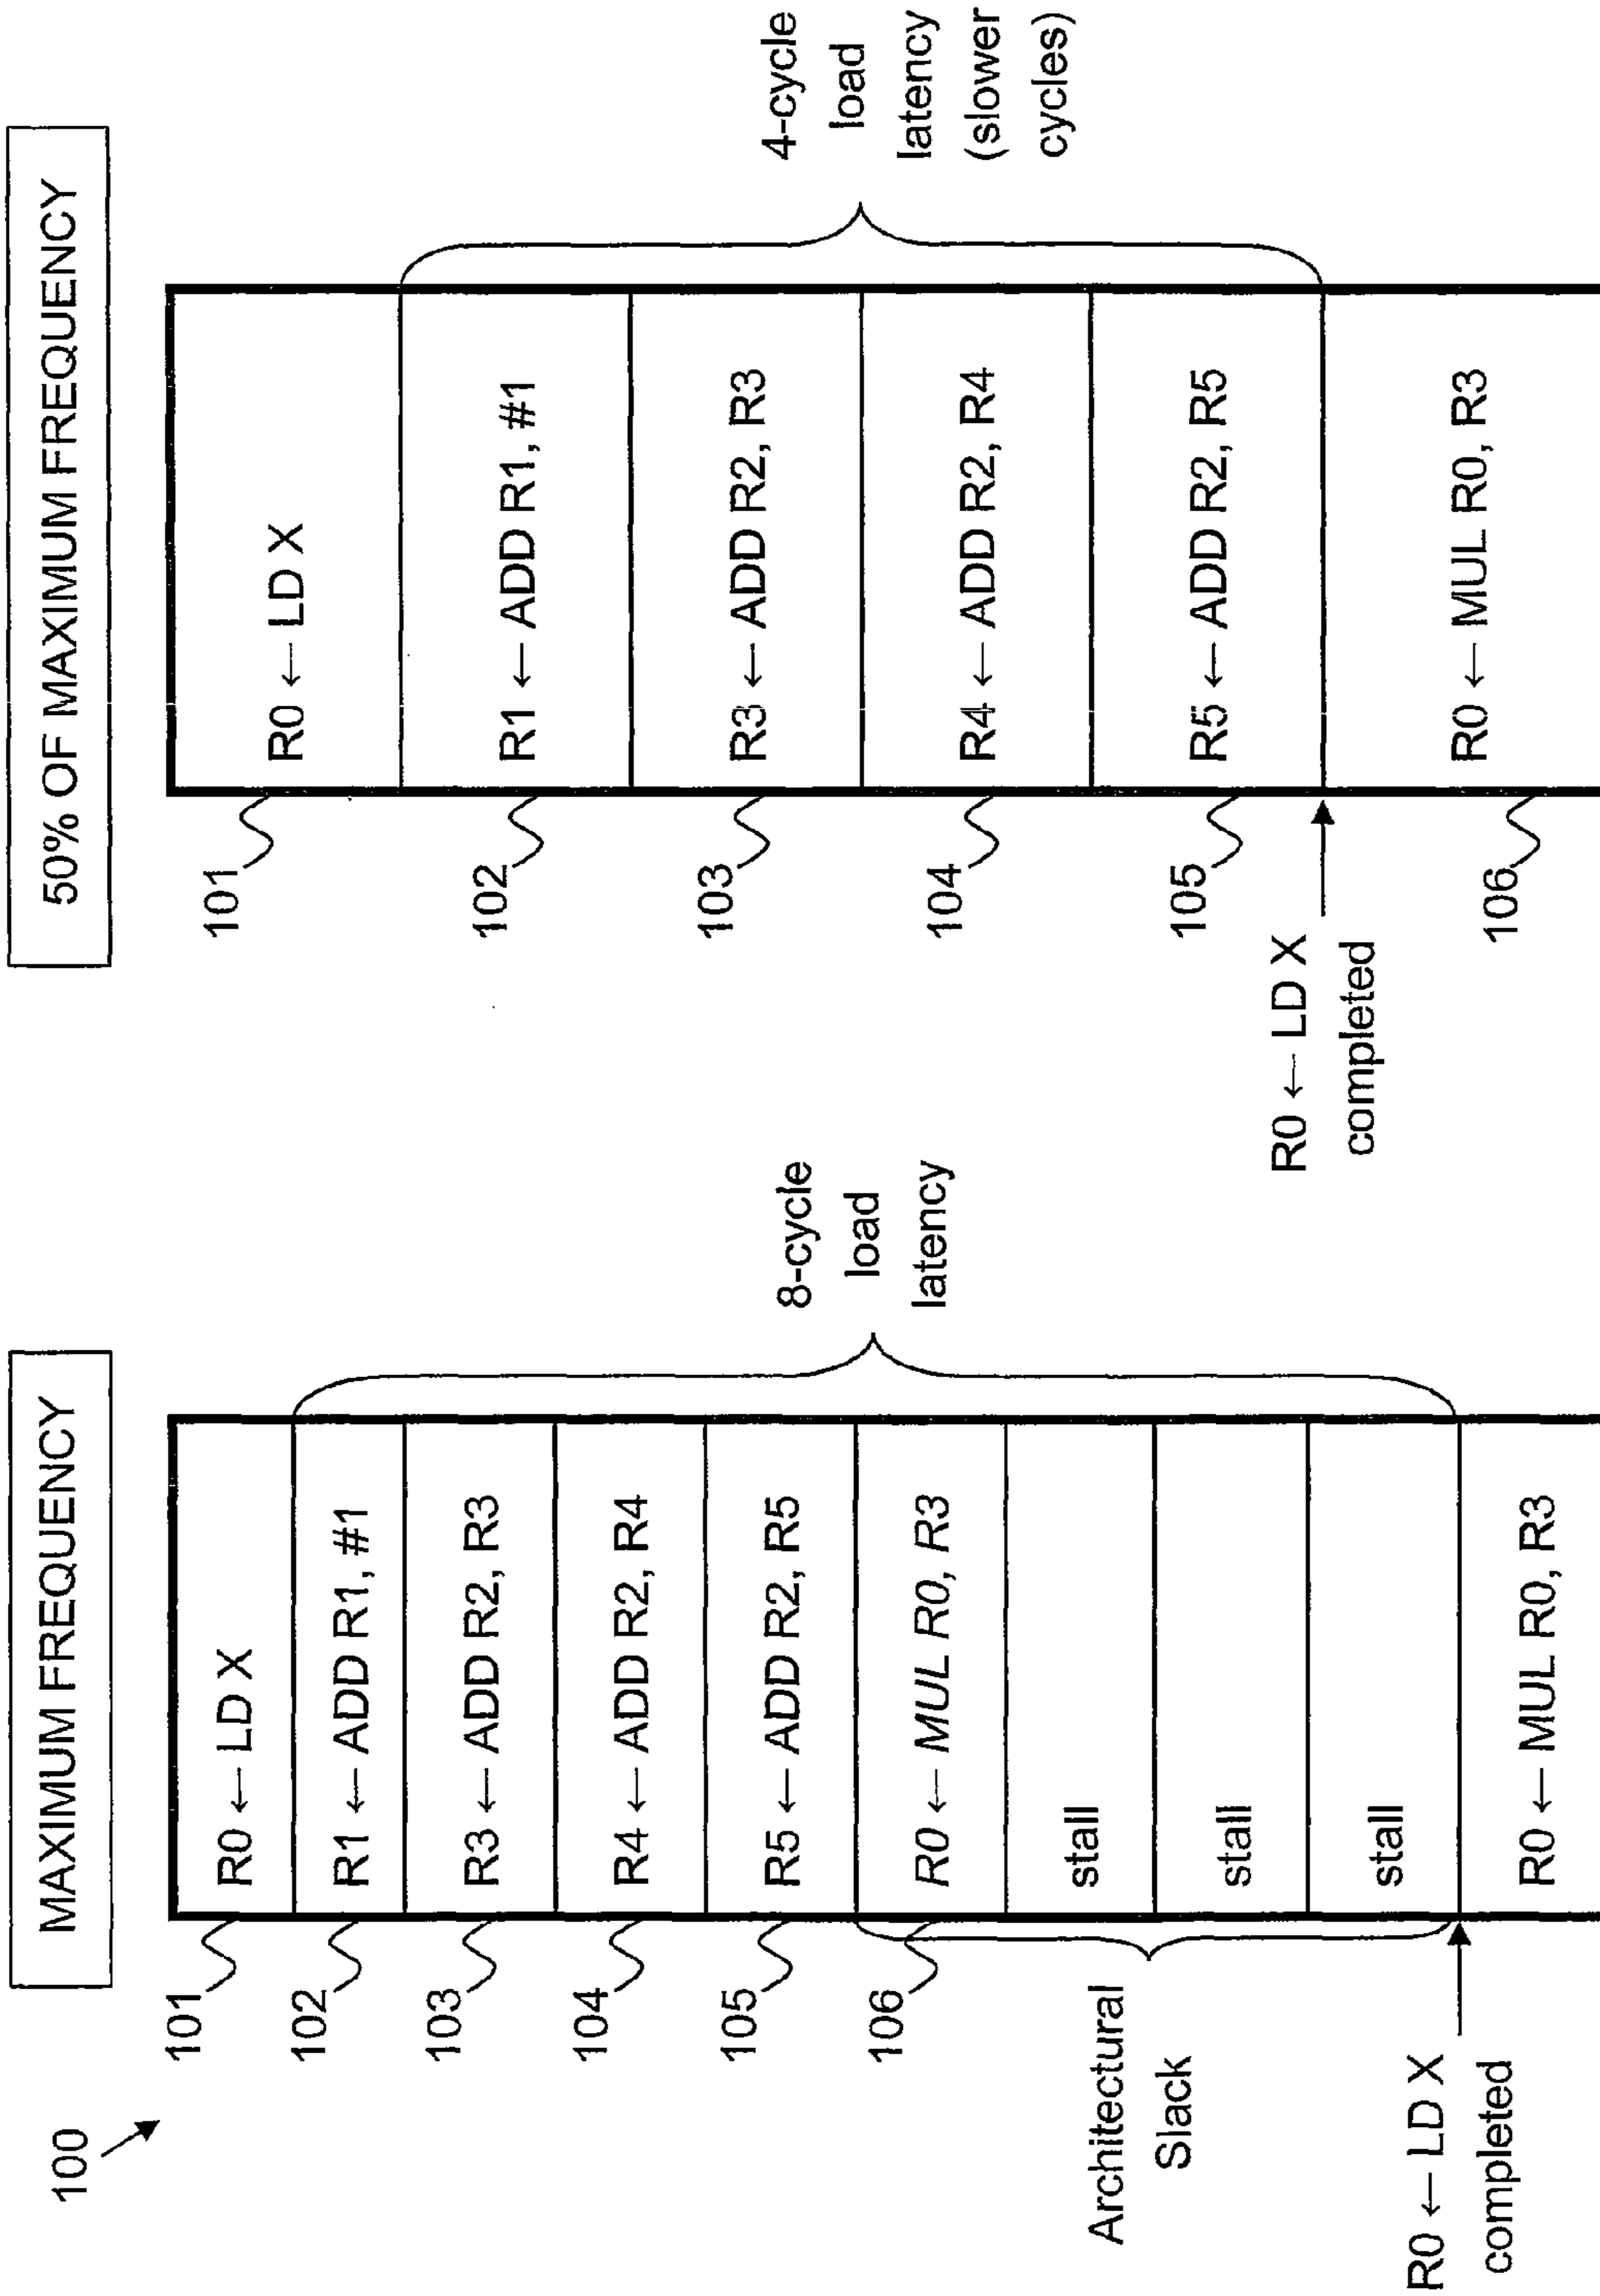 100
MAXIMUM FREQUENCY
101
R0 ← LD X
102
R1 ← ADD R1, #1
103
R3 ← ADD R2, R3
104
R4 ← ADD R2, R4
105
R5 ← ADD R2, R5
106
R0 ← MUL R0, R3
stall
stall
stall
R0 ← MUL R0, R3
Architectural
Slack
R0 ← LD X
completed
8-cycle
load
latency
50% OF MAXIMUM FREQUENCY
101
R0 ← LD X
102
R1 ← ADD R1, #1
103
R3 ← ADD R2, R3
104
R4 ← ADD R2, R4
105
R5 ← ADD R2, R5
106
R0 ← MUL R0, R3
R0 ← LD X
completed
4-cycle
load
latency
(slower
cycles)